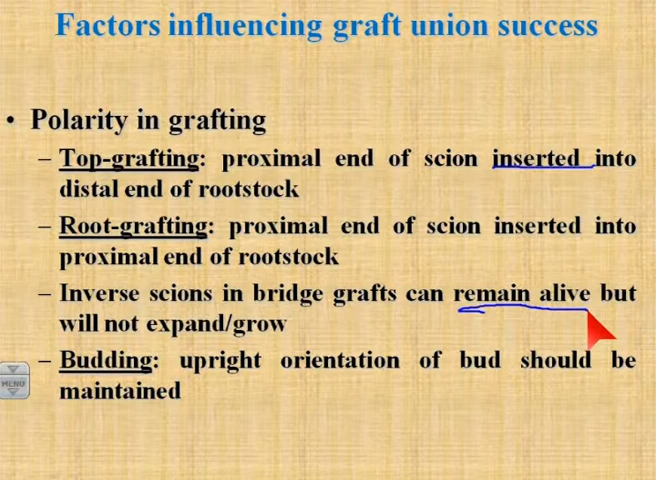 Factors influencing graft union success
• Polarity in grafting
– Top-grafting: proximal end of scion inserted into
distal end of rootstock
– Root-grafting: proximal end of scion inserted into
proximal end of rootstock
– Inverse scions in bridge grafts can remain alive but
will not expand/grow
– Budding: upright orientation of bud should be
maintained
MENU